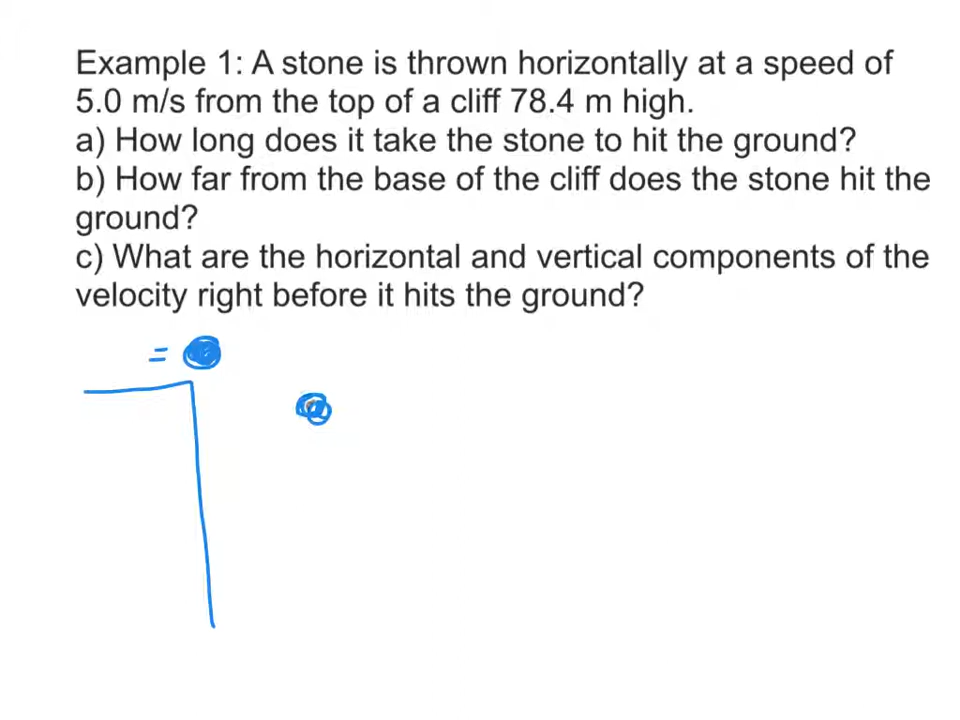 Example 1: A stone is thrown horizontally at a speed of
5.0 m/s from the top of a cliff 78.4 m high.
a) How long does it take the stone to hit the ground?
b) How far from the base of the cliff does the stone hit the
ground?
c) What are the horizontal and vertical components of the
velocity right before it hits the ground?